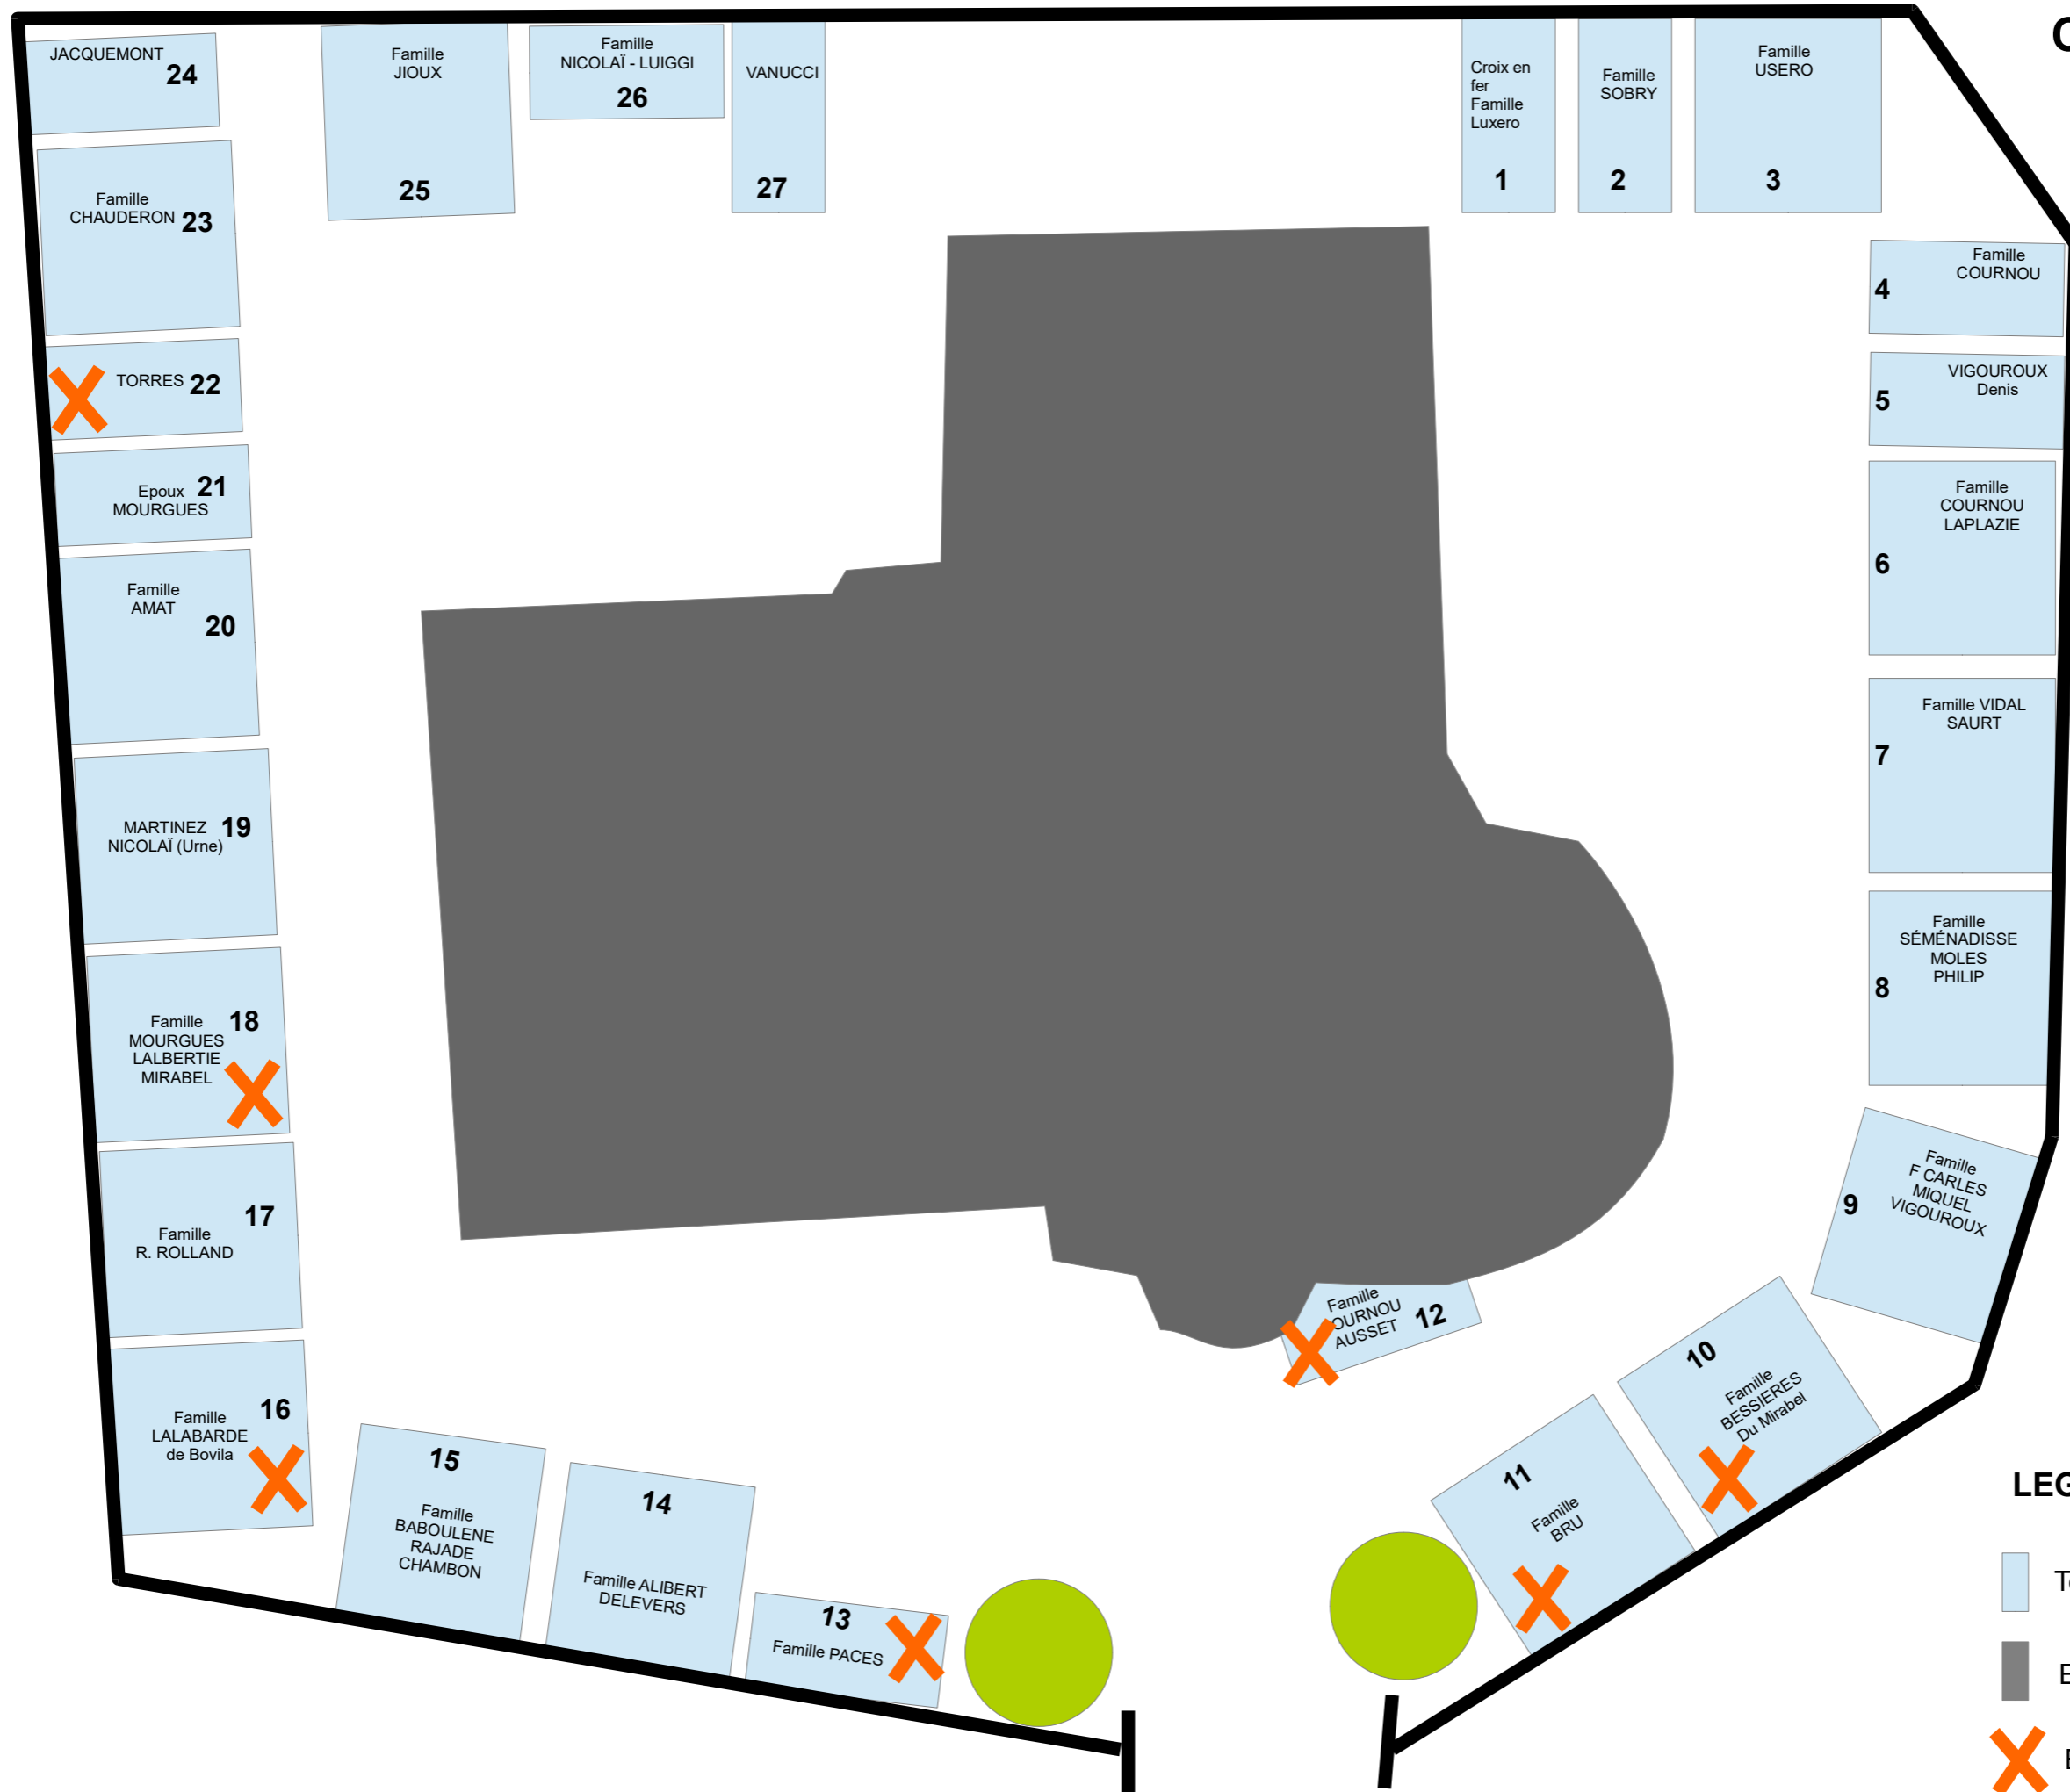 JACQUEMONT
24
Famille
JIOUX
25
Famille
NICOLAÏ - LUIGGI
26
VANUCCI
27
Croix en
fer
Famille
Luxero
1
Famille
SOBRY
2
Famille
USERO
3
Famille
CHAUDERON
23
Famille
COURNOU
4
TORRES
22
VIGOUROUX
Denis
5
Epoux
MOURGUES
21
Famille
COURNOU
LAPLAZIE
6
Famille
AMAT
20
Famille VIDAL
SAURT
7
MARTINEZ
NICOLAÏ (Urne)
19
Famille
SÉMÉNADISSE
MOLES
PHILIP
8
Famille
MOURGUES
LALBERTIE
MIRABEL
18
Famille
F CARLES
MIQUEL
VIGOUROUX
9
Famille
R. ROLLAND
17
Famille
OURNOU
AUSSET
12
10
Famille
BESSIERES
Du Mirabel
Famille
LALABARDE
de Bovila
16
15
Famille
BABOULENE
RAJADE
CHAMBON
14
Famille ALIBERT
DELEVERS
13
Famille PACES
11
Famille
BRU